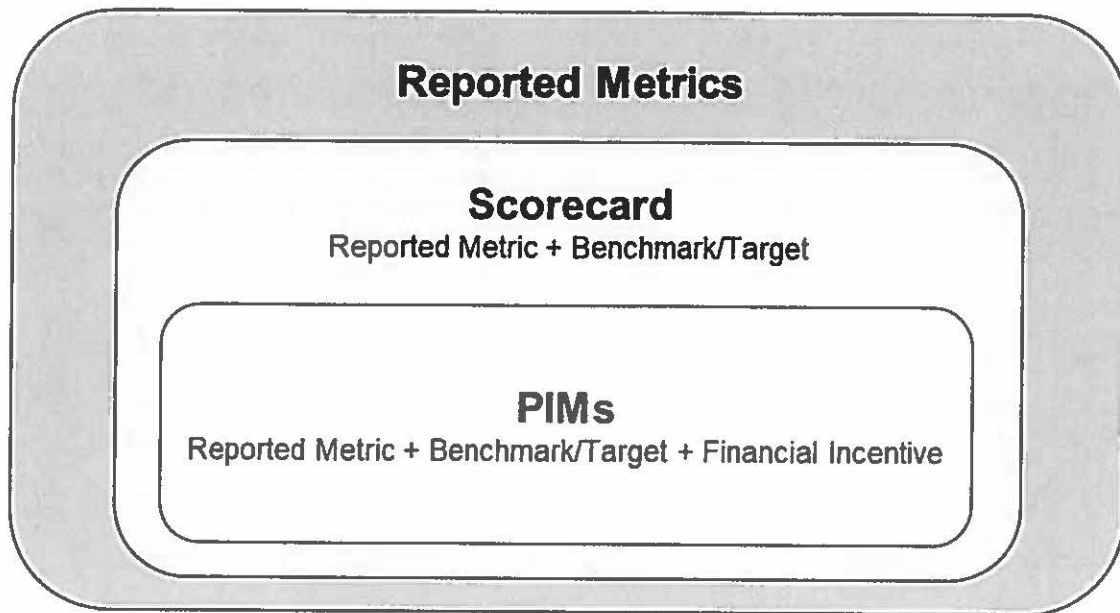 Reported Metrics
Scorecard
Reported Metric + Benchmark/Target
PIMs
Reported Metric + Benchmark/Target + Financial Incentive